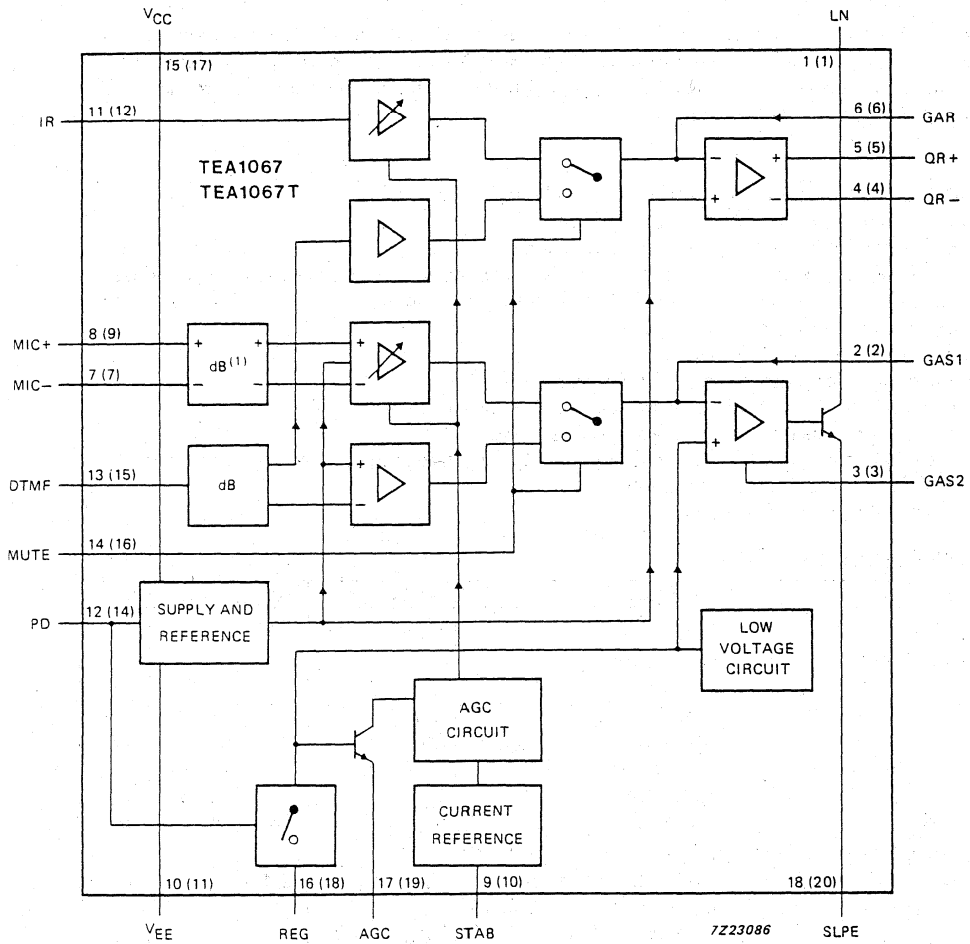 VCC
LN
15 (17)
1 (1)
11 (12)
IR
6 (6)
GAR
TEA1067
TEA1067T
- +
5 (5)
QR+
+ -
4 (4)
QR-
MIC+
8 (9)
+ +
dB(1)
+
2 (2)
GAS1
MIC-
7 (7)
- -
-
-
+
+
3 (3)
GAS2
DTMF
13 (15)
dB
-
14 (16)
MUTE
12 (14)
PD
SUPPLY AND
REFERENCE
LOW
VOLTAGE
CIRCUIT
AGC
CIRCUIT
CURRENT
REFERENCE
10 (11)
16 (18)
17 (19)
9 (10)
18 (20)
VEE
REG
AGC
STAB
7Z23086
SLPE